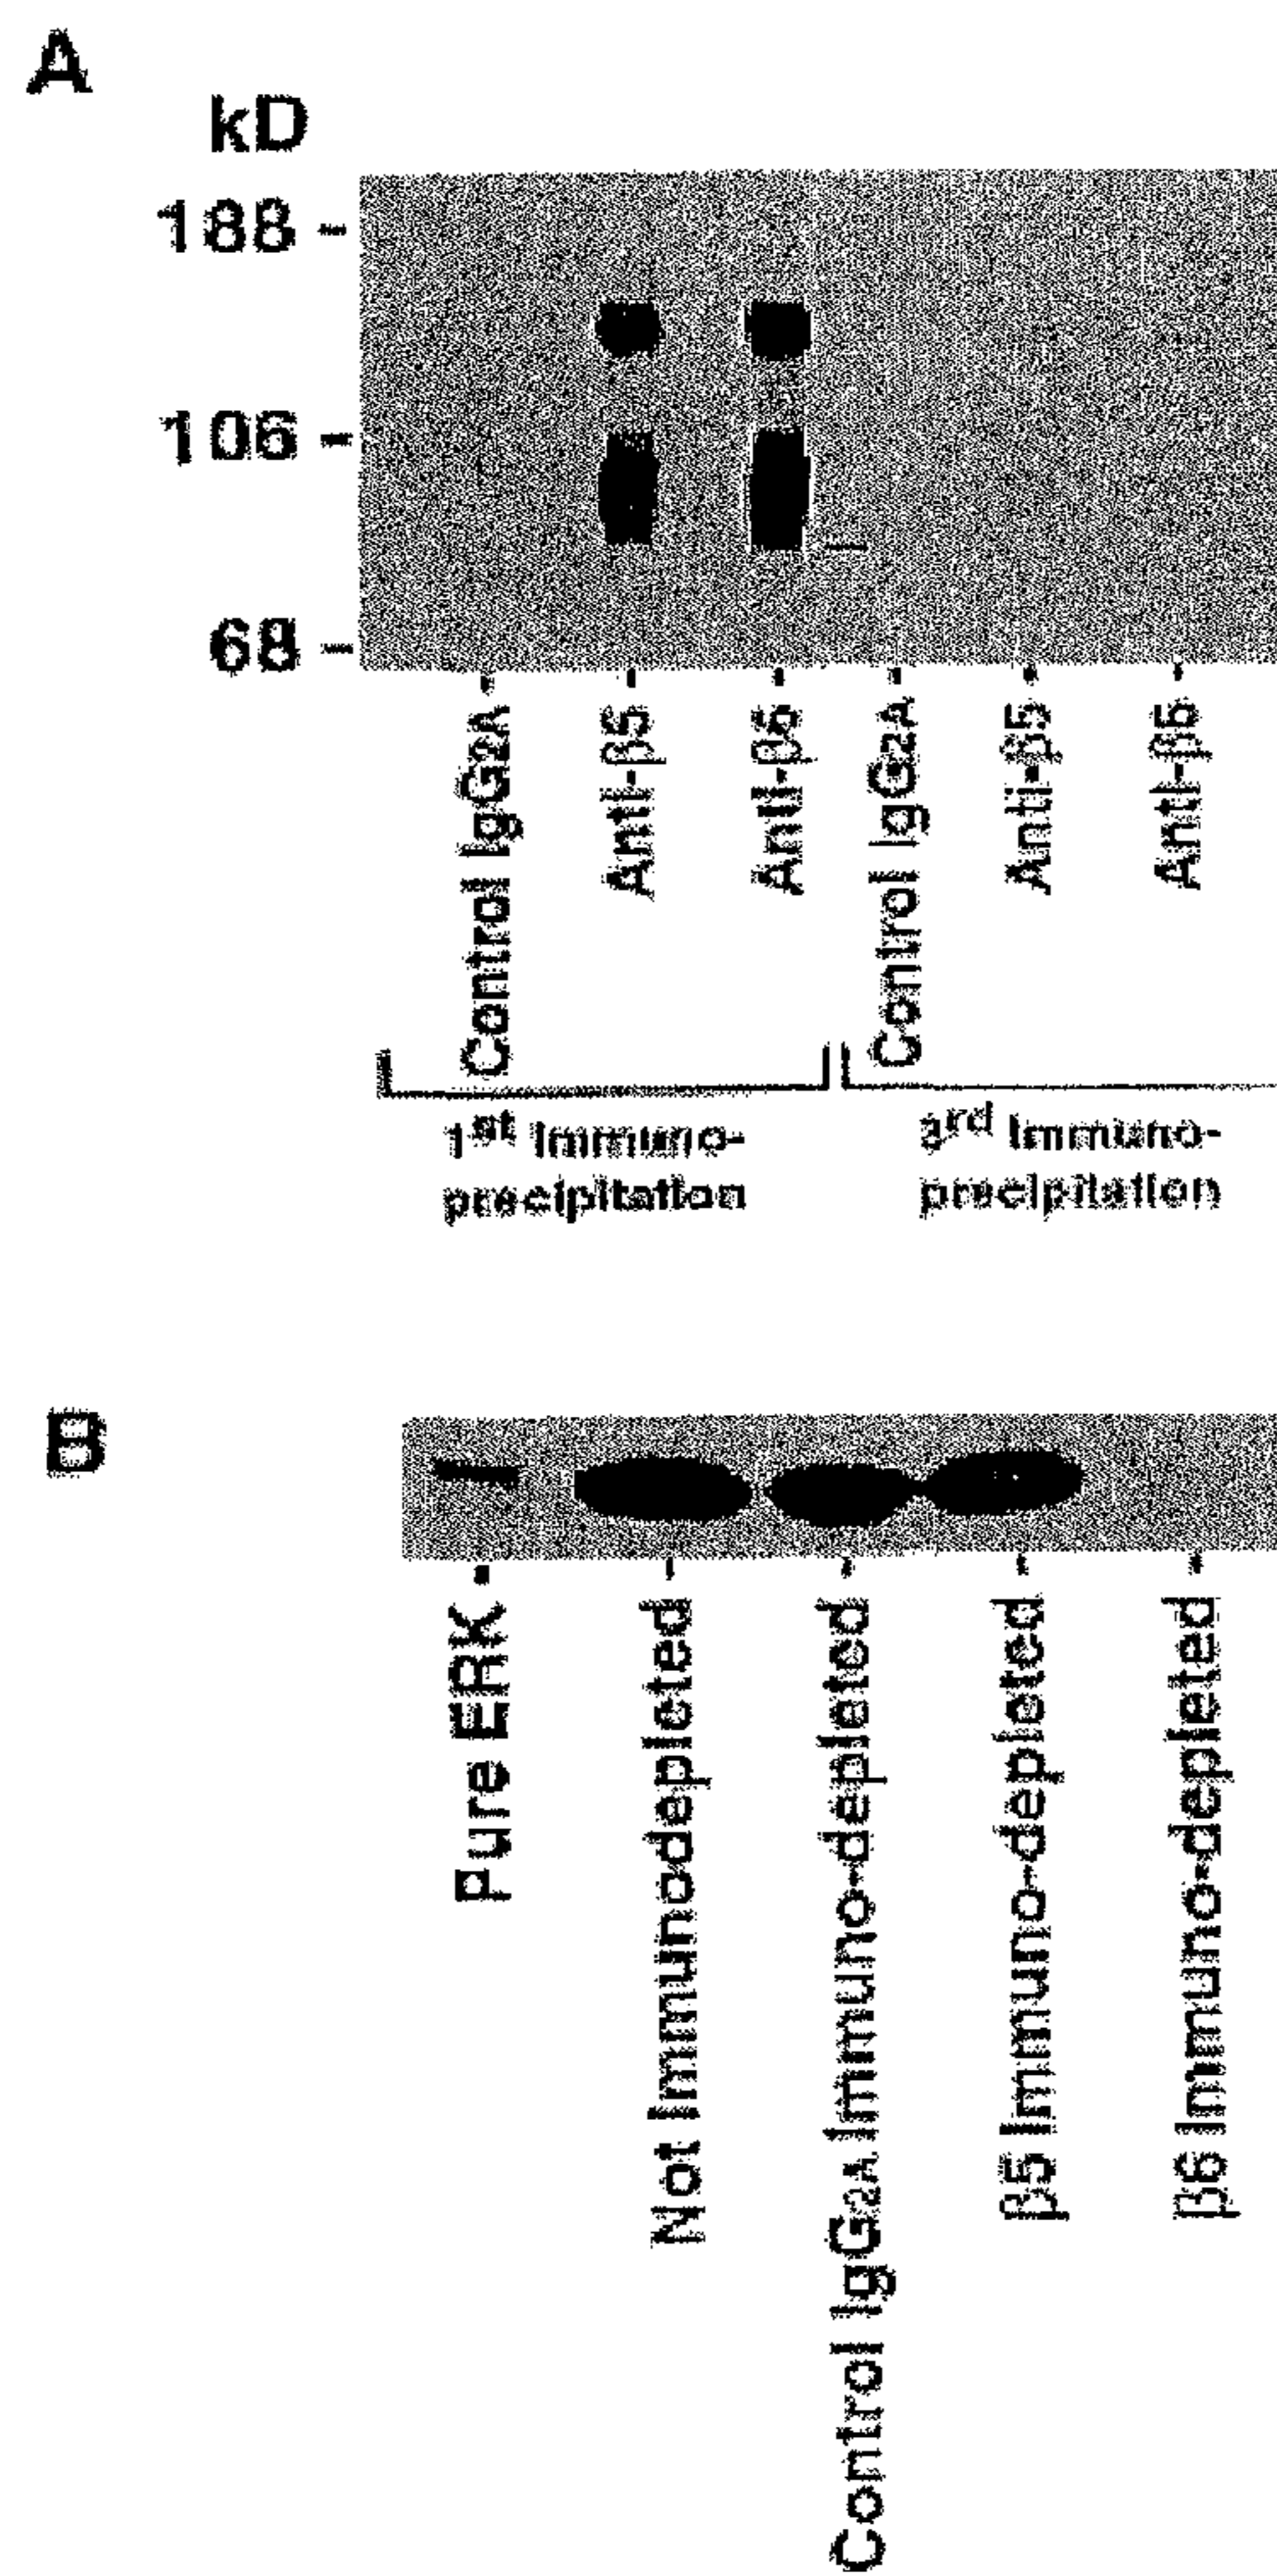 A
kD
188
106
68
Control IgG2A
Anti-β5
Anti-β6
Control IgG2A
Anti-β5
Anti-β6
1st Immuno-
precipitation
3rd Immuno-
precipitation
B
Pure ERK
Not Immunodepleted
Control IgG2A Immuno-depleted
β5 Immuno-depleted
β6 Immuno-depleted